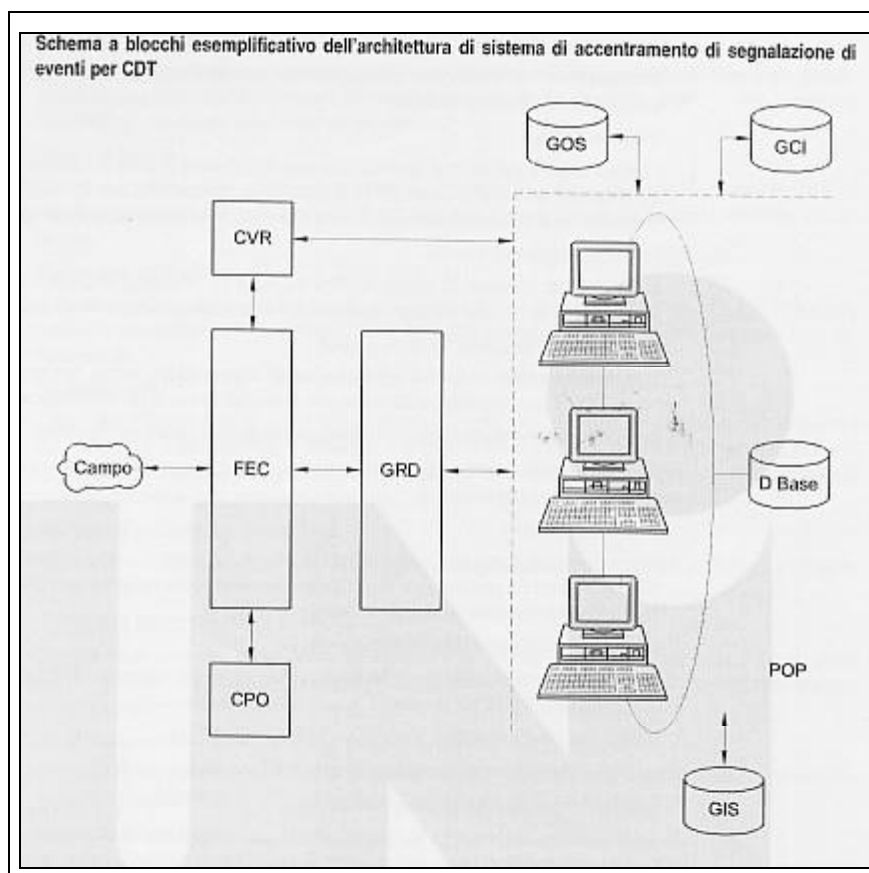 Schema a blocchi esemplificativo dell'architettura di sistema di accentramento di segnalazione di
eventi per CDT
GOS
GCI
CVR
Campo
FEC
GRD
D Base
CPO
POP
GIS